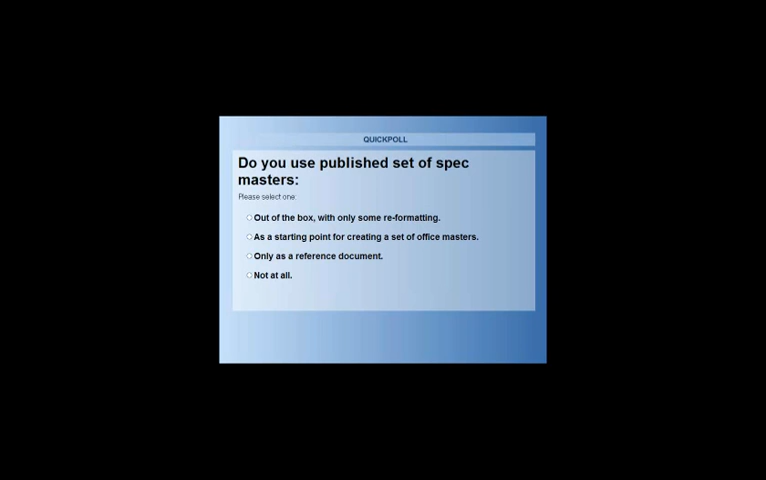 QUICKPOLL
Do you use published set of spec
masters:
Please select one:
Out of the box, with only some re-formatting.
As a starting point for creating a set of office masters.
Only as a reference document.
Not at all.